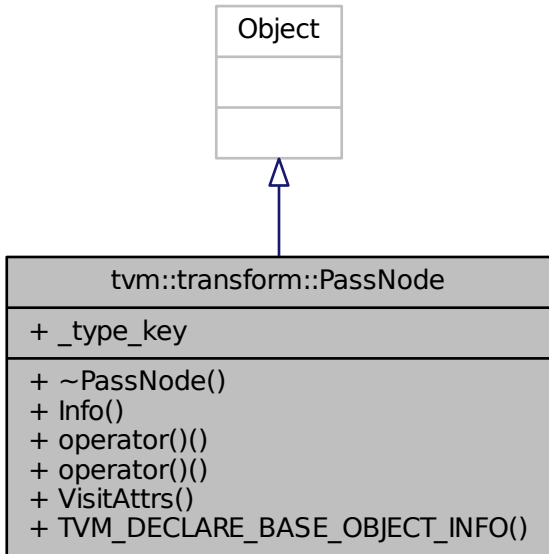 Object
tvm::transform::PassNode
+ _type_key
+ ~PassNode()
+ Info()
+ operator()()
+ operator()()
+ VisitAttrs()
+ TVM_DECLARE_BASE_OBJECT_INFO()